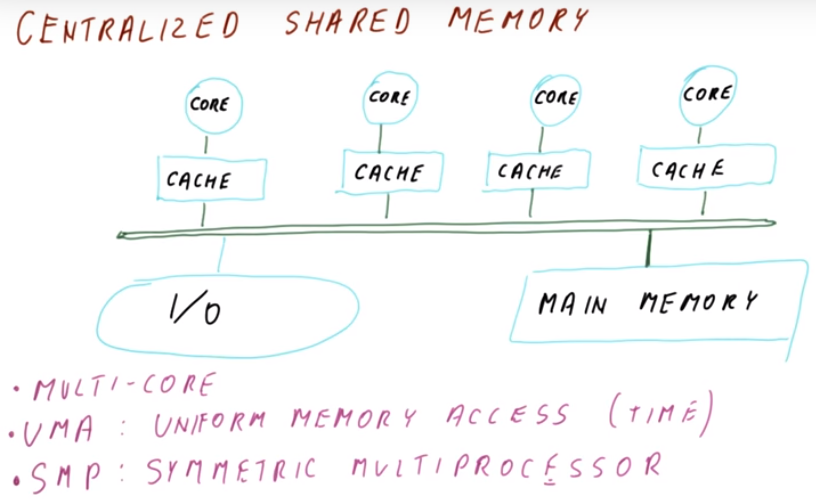 CENTRALIZED SHARED MEMORY
CORE CORE CORE CORE
CACHE CACHE CACHE CACHE
I/O MAIN MEMORY
• MULTI-CORE
• UMA : UNIFORM MEMORY ACCESS (TIME)
• SMP : SYMMETRIC MULTIPROCESSOR